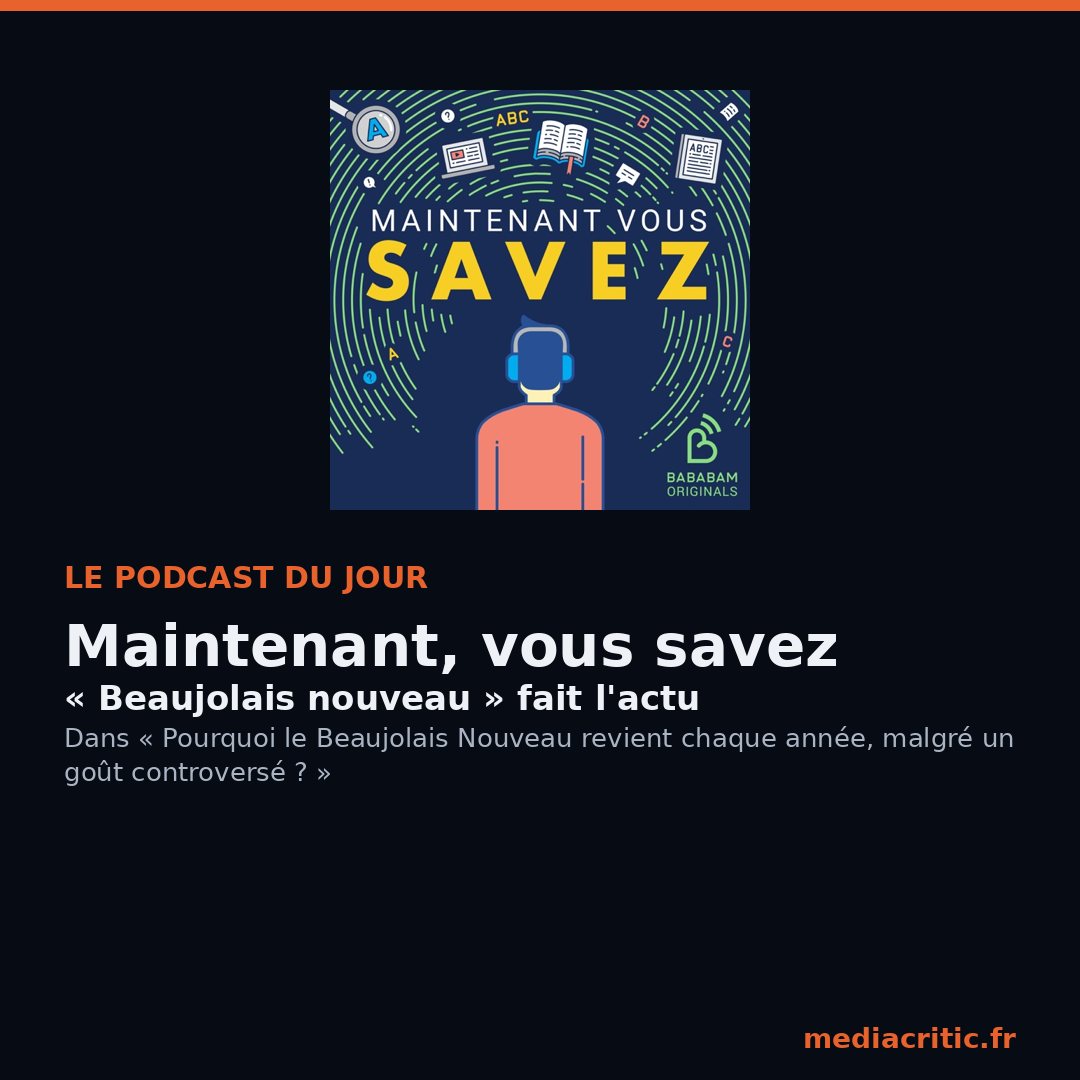 A
?
ABC
B
ABC
!
MAINTENANT VOUS
SAVEZ
A
C
?
BABABAM
ORIGINALS
LE PODCAST DU JOUR
Maintenant, vous savez
« Beaujolais nouveau » fait l'actu
Dans « Pourquoi le Beaujolais Nouveau revient chaque année, malgré un
goût controversé ? »
mediacritic.fr